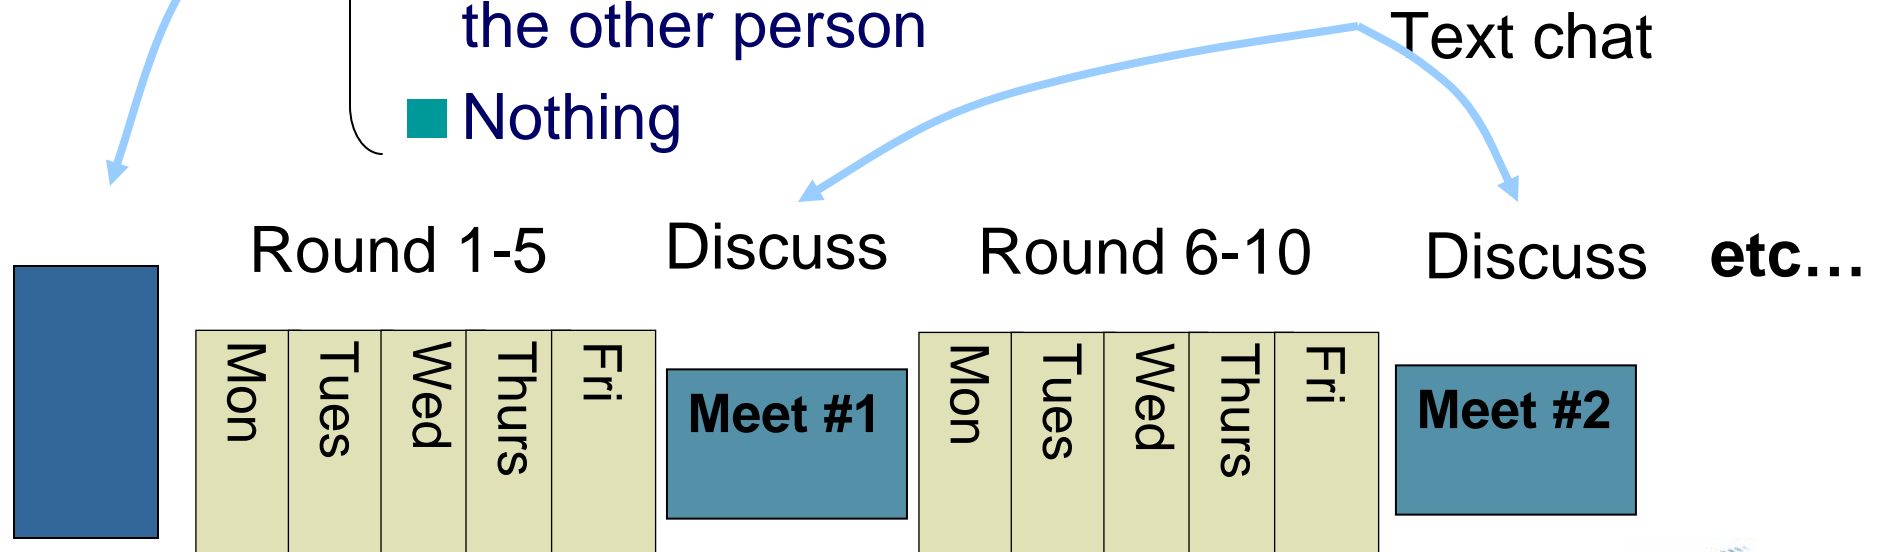 the other person
Text chat
Nothing
Round 1-5
Discuss
Round 6-10
Discuss
etc...
Mon
Tues
Wed
Thurs
Fri
Meet #1
Mon
Tues
Wed
Thurs
Fri
Meet #2